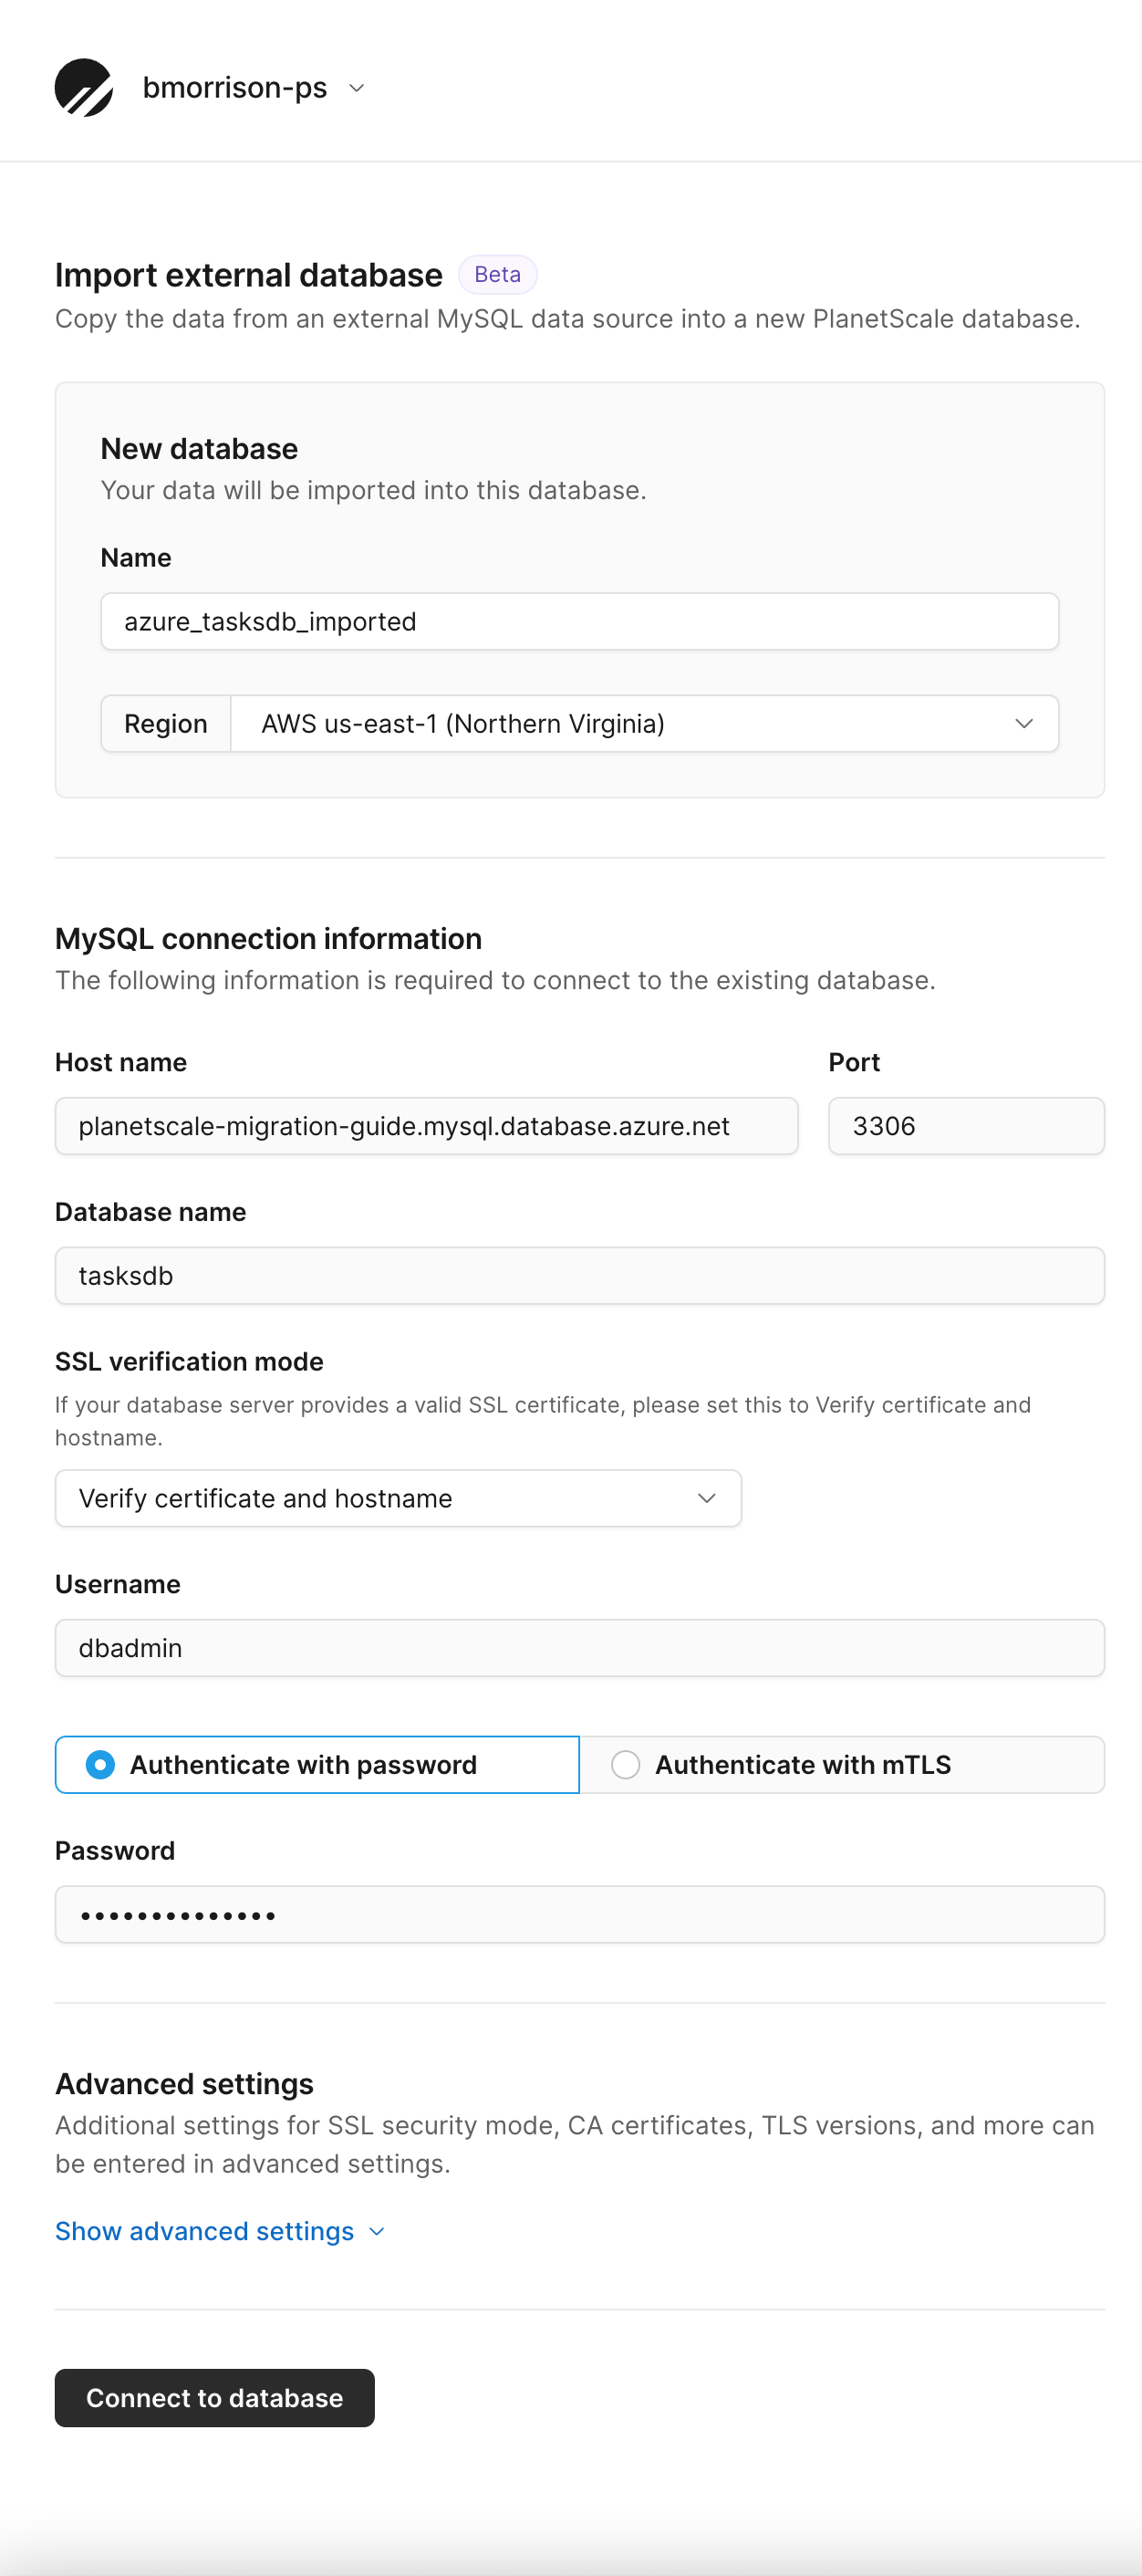 bmorrison-ps
Import external database Beta
Copy the data from an external MySQL data source into a new PlanetScale database.
New database
Your data will be imported into this database.
Name
azure_tasksdb_imported
Region AWS us-east-1 (Northern Virginia)
MySQL connection information
The following information is required to connect to the existing database.
Host name Port
planetscale-migration-guide.mysql.database.azure.net 3306
Database name
tasksdb
SSL verification mode
If your database server provides a valid SSL certificate, please set this to Verify certificate and
hostname.
Verify certificate and hostname
Username
dbadmin
Authenticate with password Authenticate with mTLS
Password
••••••••••••••
Advanced settings
Additional settings for SSL security mode, CA certificates, TLS versions, and more can
be entered in advanced settings.
Show advanced settings
Connect to database